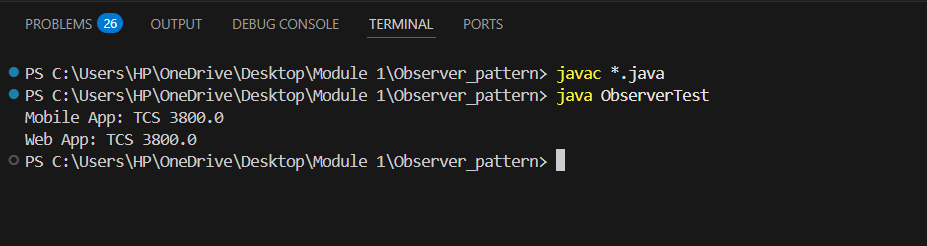 PROBLEMS 26 OUTPUT DEBUG CONSOLE TERMINAL PORTS
PS C:\Users\HP\OneDrive\Desktop\Module 1\Observer_pattern> javac *.java
PS C:\Users\HP\OneDrive\Desktop\Module 1\Observer_pattern> java ObserverTest
Mobile App: TCS 3800.0
Web App: TCS 3800.0
PS C:\Users\HP\OneDrive\Desktop\Module 1\Observer_pattern>